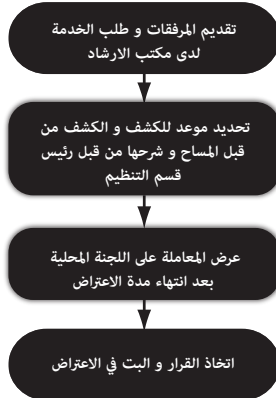 تقديم المرفقات و طلب الخدمة
لدى مكتب الارشاد
تحديد موعد للكشف و الكشف من
قبل المساح و شرحها من قبل رئيس
قسم التنظيم
عرض المعاملة على اللجنة المحلية
بعد انتهاء مدة الاعتراض
اتخاذ القرار و البت في الاعتراض